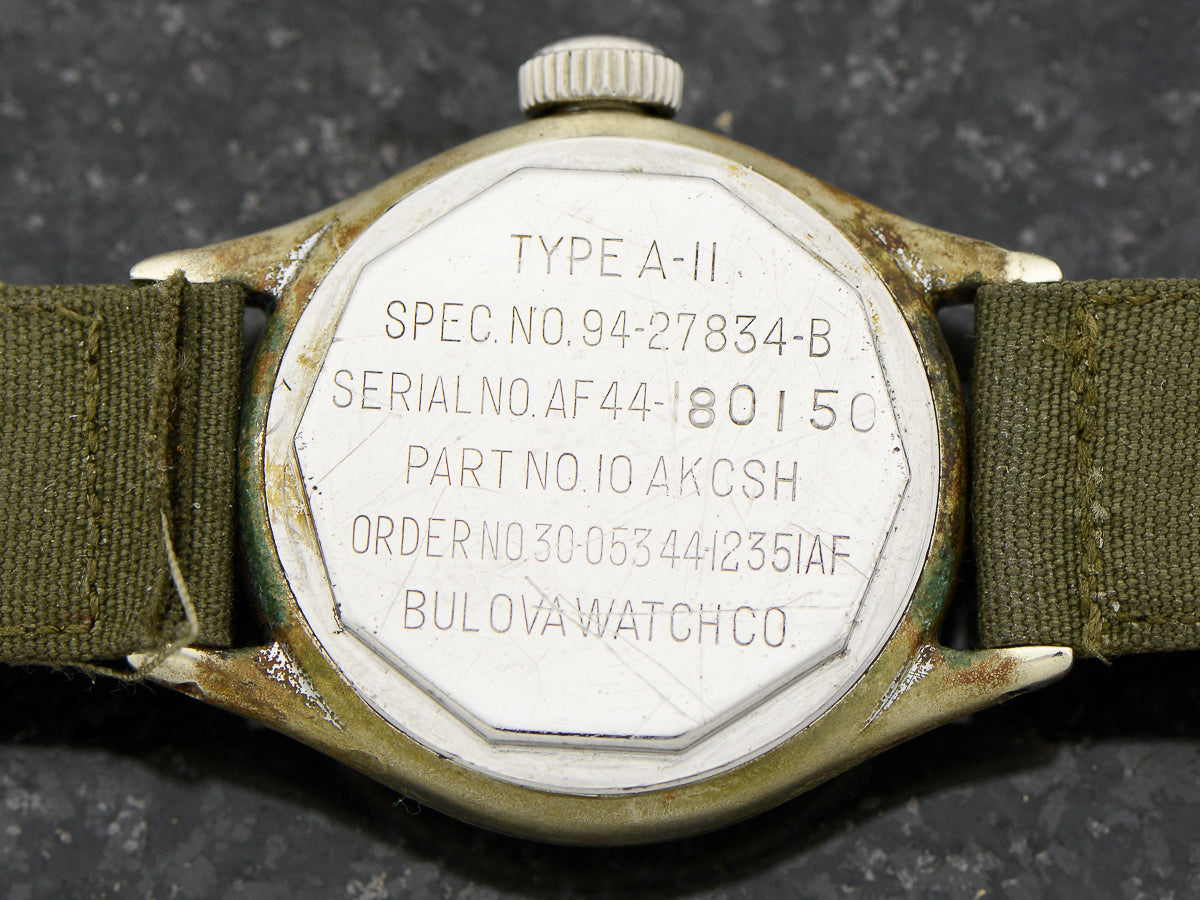 TYPE A-11
SPEC. NO. 94-27834-B
SERIAL NO. AF44-180150
PART NO. 10 AKCSH
ORDER NO. 30-053 44-12351AF
BULOVA WATCH CO.